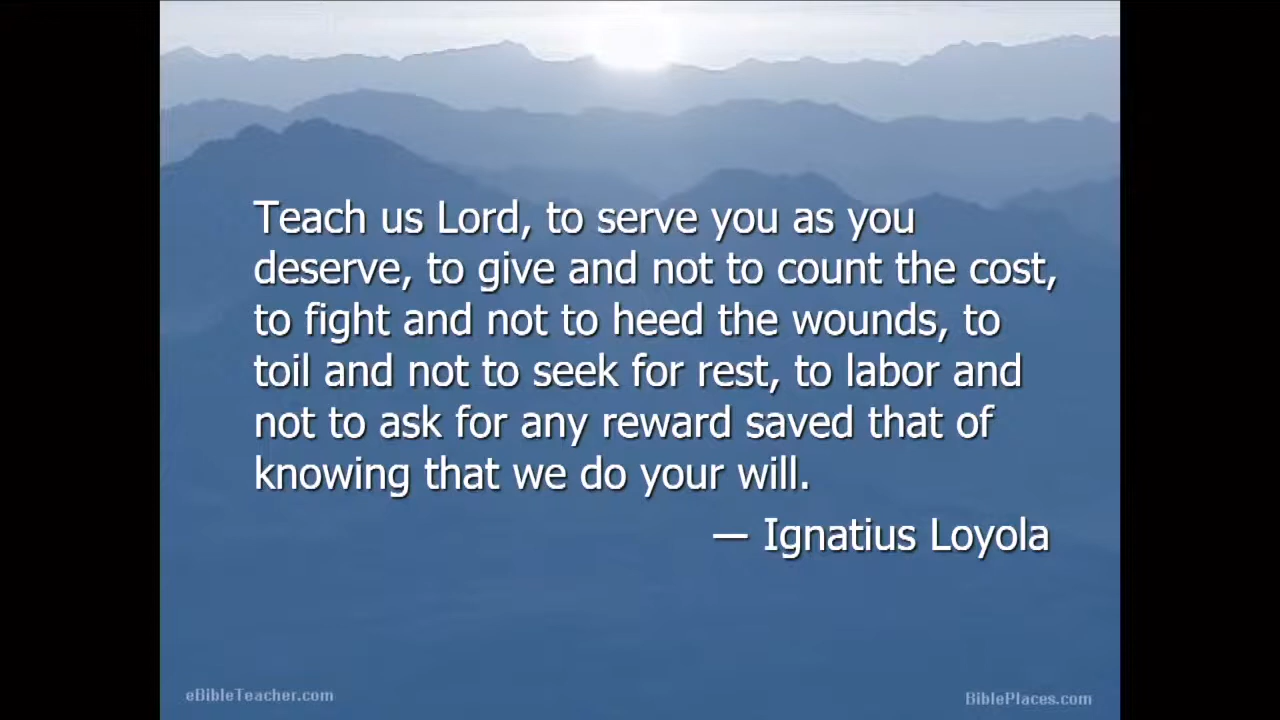 Teach us Lord, to serve you as you
deserve, to give and not to count the cost,
to fight and not to heed the wounds, to
toil and not to seek for rest, to labor and
not to ask for any reward saved that of
knowing that we do your will.
— Ignatius Loyola
eBibleTeacher.com
BiblePlaces.com